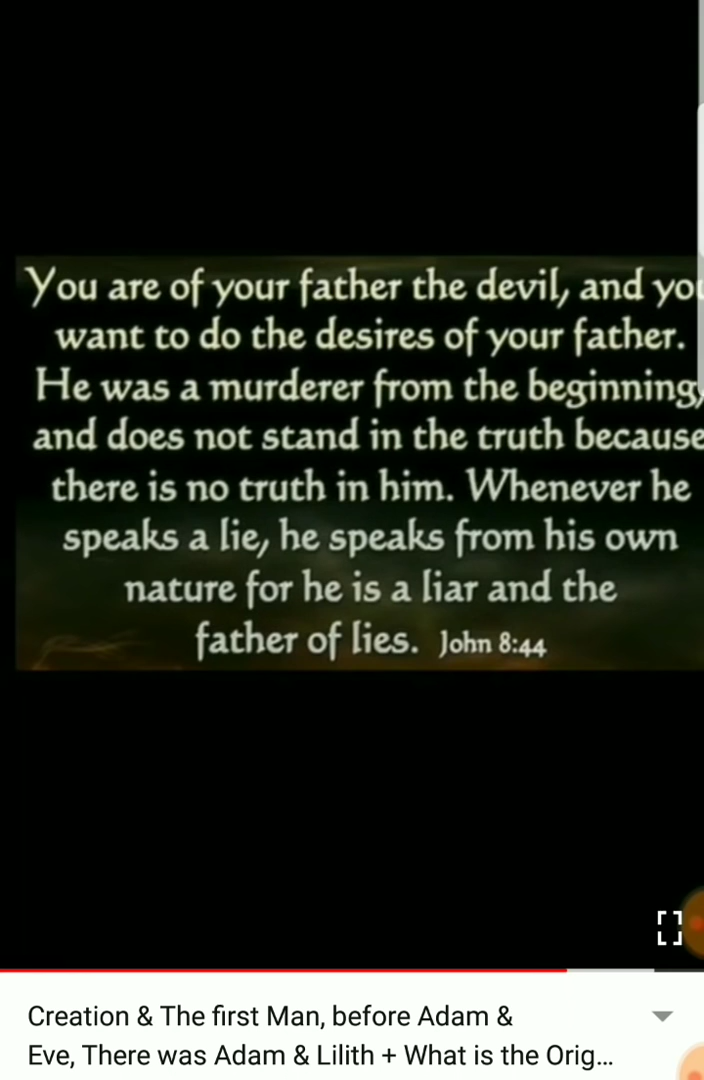 You are of your father the devil, and you
want to do the desires of your father.
He was a murderer from the beginning,
and does not stand in the truth because
there is no truth in him. Whenever he
speaks a lie, he speaks from his own
nature for he is a liar and the
father of lies. John 8:44
Creation & The first Man, before Adam &
Eve, There was Adam & Lilith + What is the Orig...